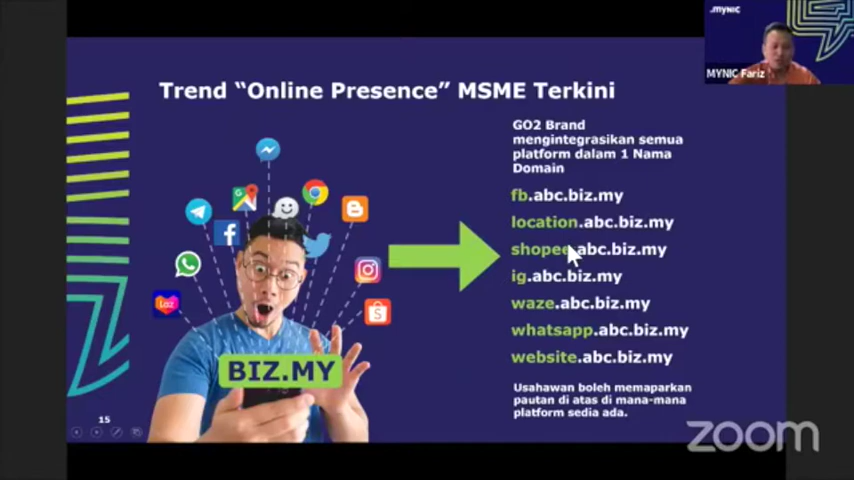 .MYNIC
MYNIC Fariz
Trend “Online Presence” MSME Terkini
GO2 Brand
mengintegrasikan semua
platform dalam 1 Nama
Domain
fb.abc.biz.my
location.abc.biz.my
shopee.abc.biz.my
ig.abc.biz.my
waze.abc.biz.my
whatsapp.abc.biz.my
website.abc.biz.my
Laz
BIZ.MY
Usahawan boleh memaparkan
pautan di atas di mana-mana
platform sedia ada.
15
zoom